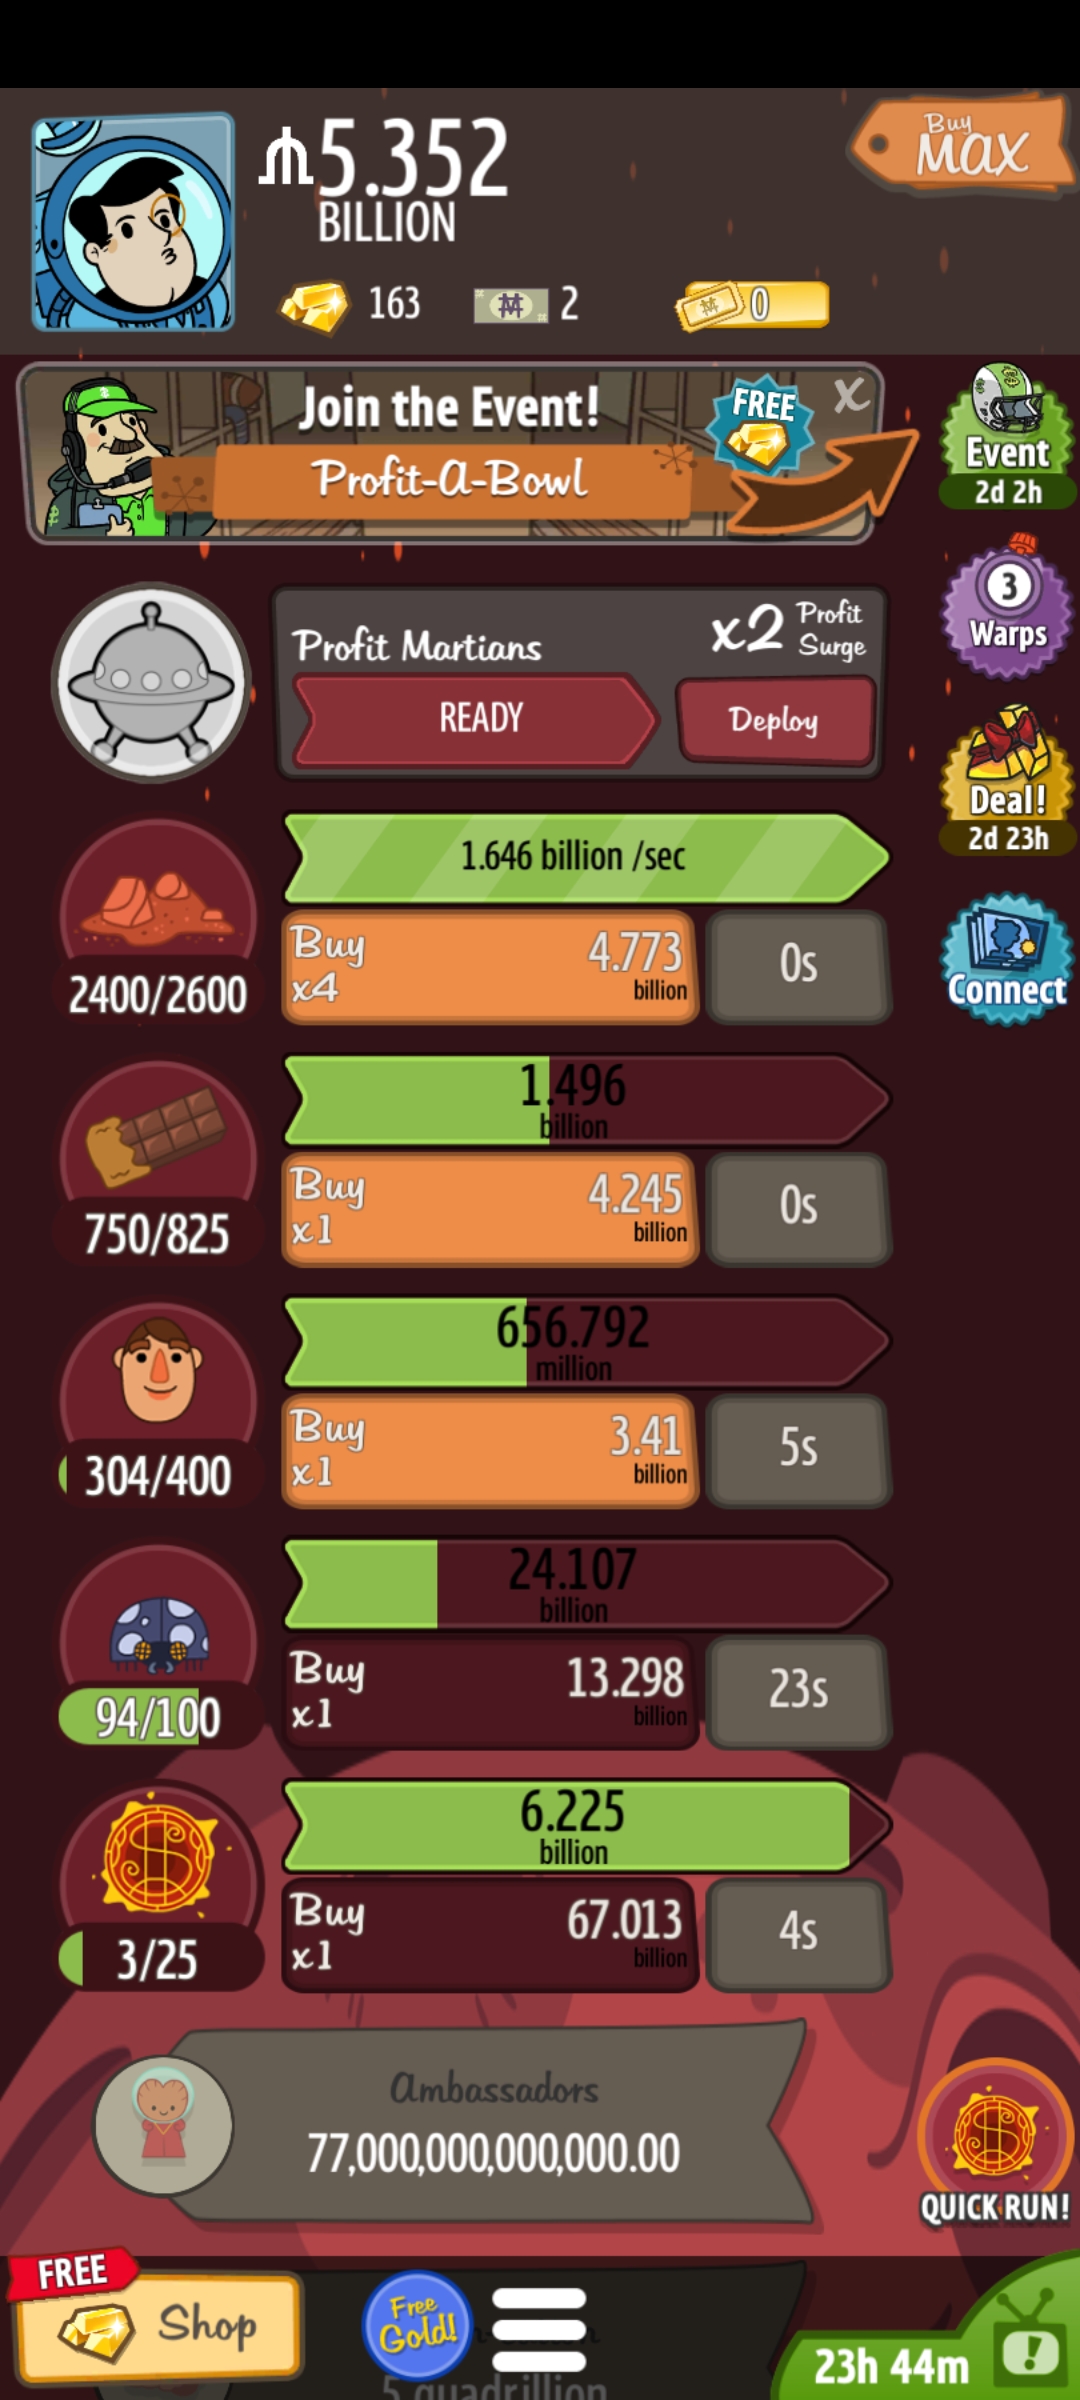 5.352
BILLION
Buy
MAX
163
2
0
Join the Event!
FREE
X
Profit-A-Bowl
Event
2d 2h
3
Warps
Profit Martians
x2 Profit Surge
READY
Deploy
Deal!
2d 23h
1.646 billion /sec
Buy
x4
4.773
billion
0s
2400/2600
Connect
1.496
billion
Buy
x1
4.245
billion
0s
750/825
656.792
million
Buy
x1
3.41
billion
5s
304/400
24.107
billion
Buy
x1
13.298
billion
23s
94/100
6.225
billion
Buy
x1
67.013
billion
4s
3/25
Ambassadors
77,000,000,000,000.00
QUICK RUN!
FREE
Shop
Free
Gold!
5 quadrillion
23h 44m